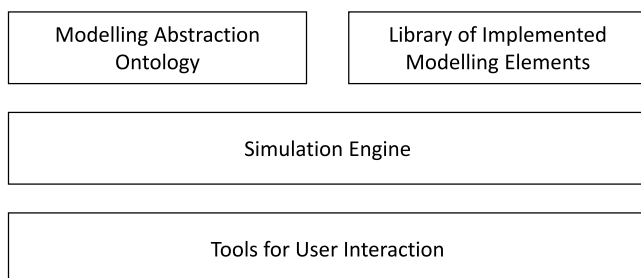 Modelling Abstraction
Ontology
Library of Implemented
Modelling Elements
Simulation Engine
Tools for User Interaction